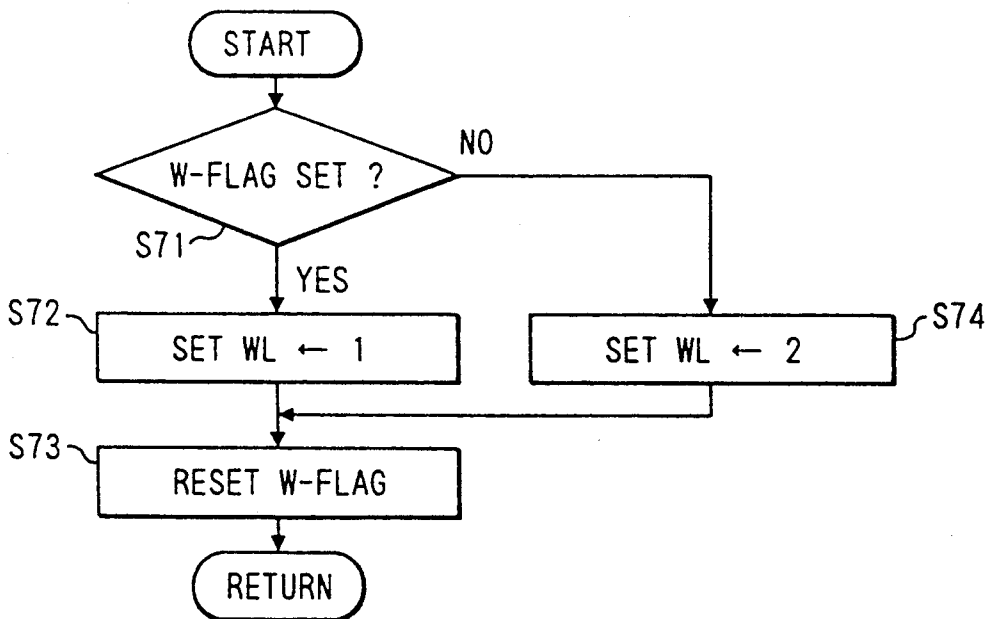 START
NO
W-FLAG SET ?
S71
YES
S72
SET WL ← 1
SET WL ← 2
S74
S73
RESET W-FLAG
RETURN